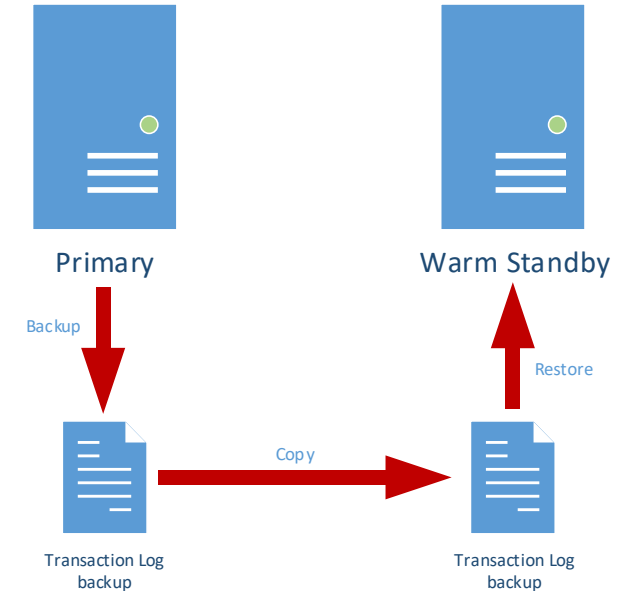 Primary
Warm Standby
Backup
Restore
Copy
Transaction Log
backup
Transaction Log
backup